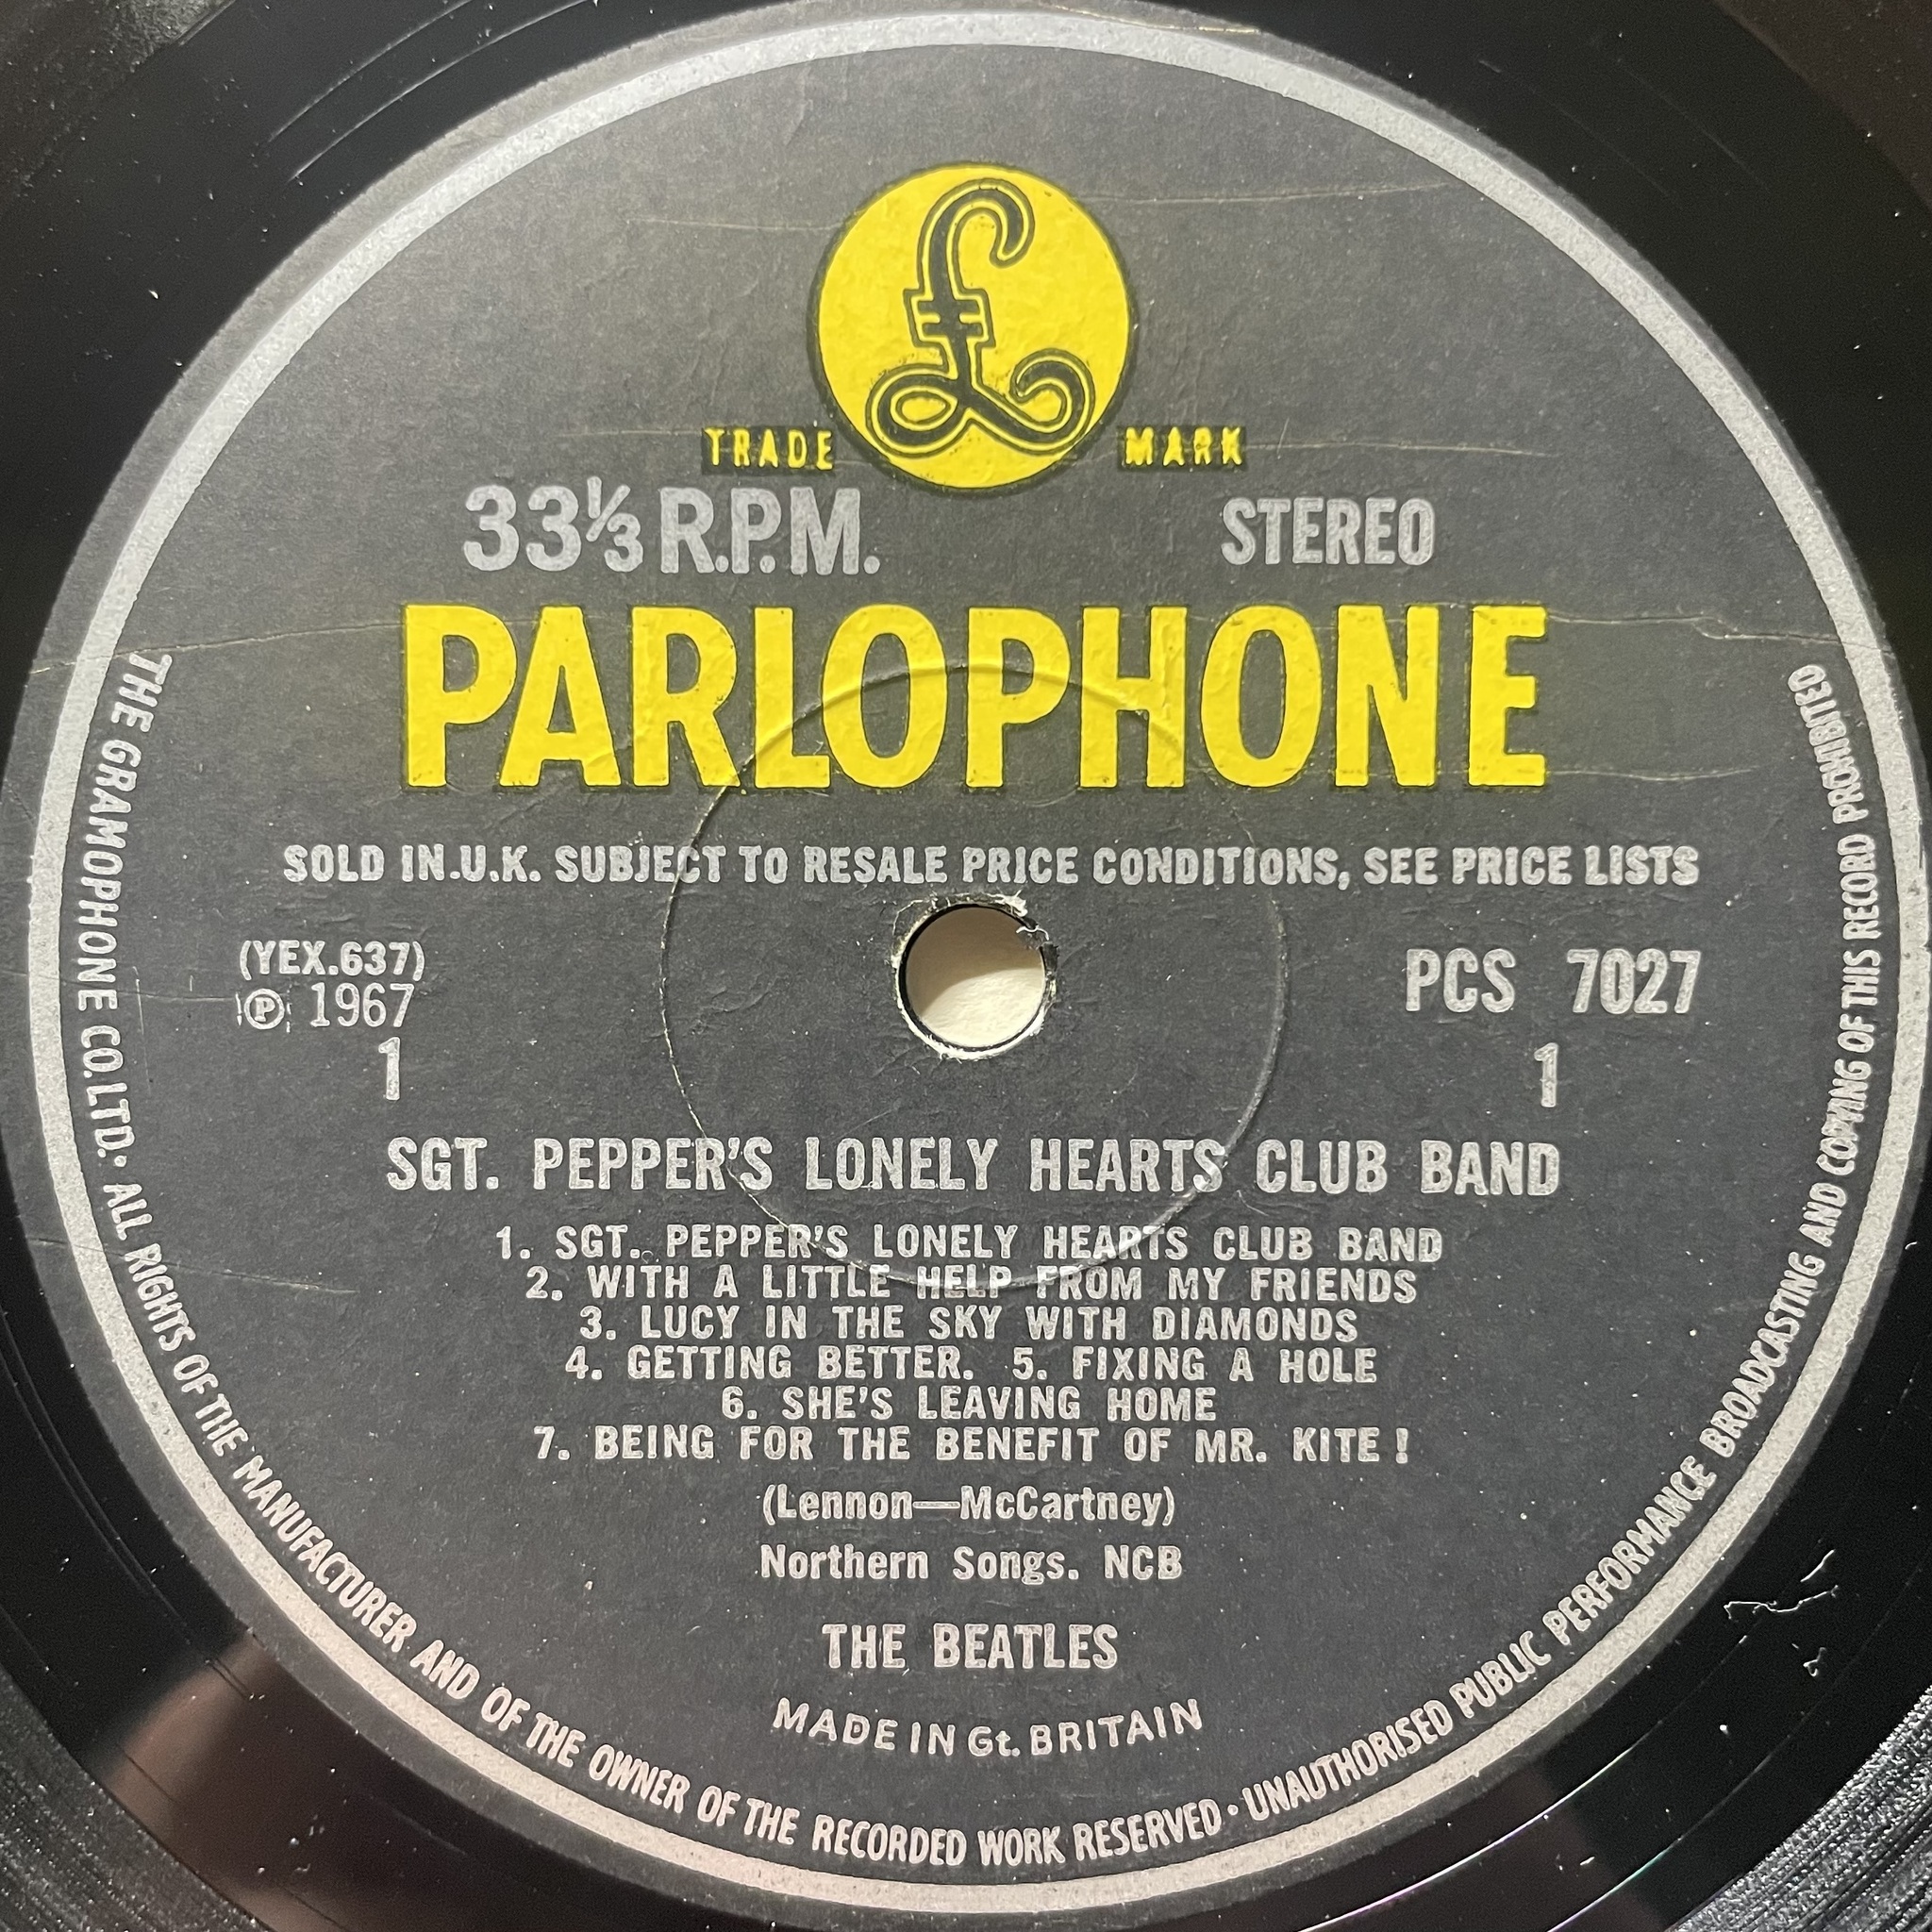 £
TRADE MARK
33⅓ R.P.M. STEREO
PARLOPHONE
SOLD IN.U.K. SUBJECT TO RESALE PRICE CONDITIONS, SEE PRICE LISTS
(YEX.637) PCS 7027
℗ 1967
1 1
SGT. PEPPER'S LONELY HEARTS CLUB BAND
1. SGT. PEPPER'S LONELY HEARTS CLUB BAND
2. WITH A LITTLE HELP FROM MY FRIENDS
3. LUCY IN THE SKY WITH DIAMONDS
4. GETTING BETTER. 5. FIXING A HOLE
6. SHE'S LEAVING HOME
7. BEING FOR THE BENEFIT OF MR. KITE !
(Lennon—McCartney)
Northern Songs. NCB
THE BEATLES
MADE IN Gt. BRITAIN
THE GRAMOPHONE CO. LTD. · ALL RIGHTS OF THE MANUFACTURER AND OF THE OWNER OF THE RECORDED WORK RESERVED · UNAUTHORISED PUBLIC PERFORMANCE BROADCASTING AND COPYING OF THIS RECORD PROHIBITED